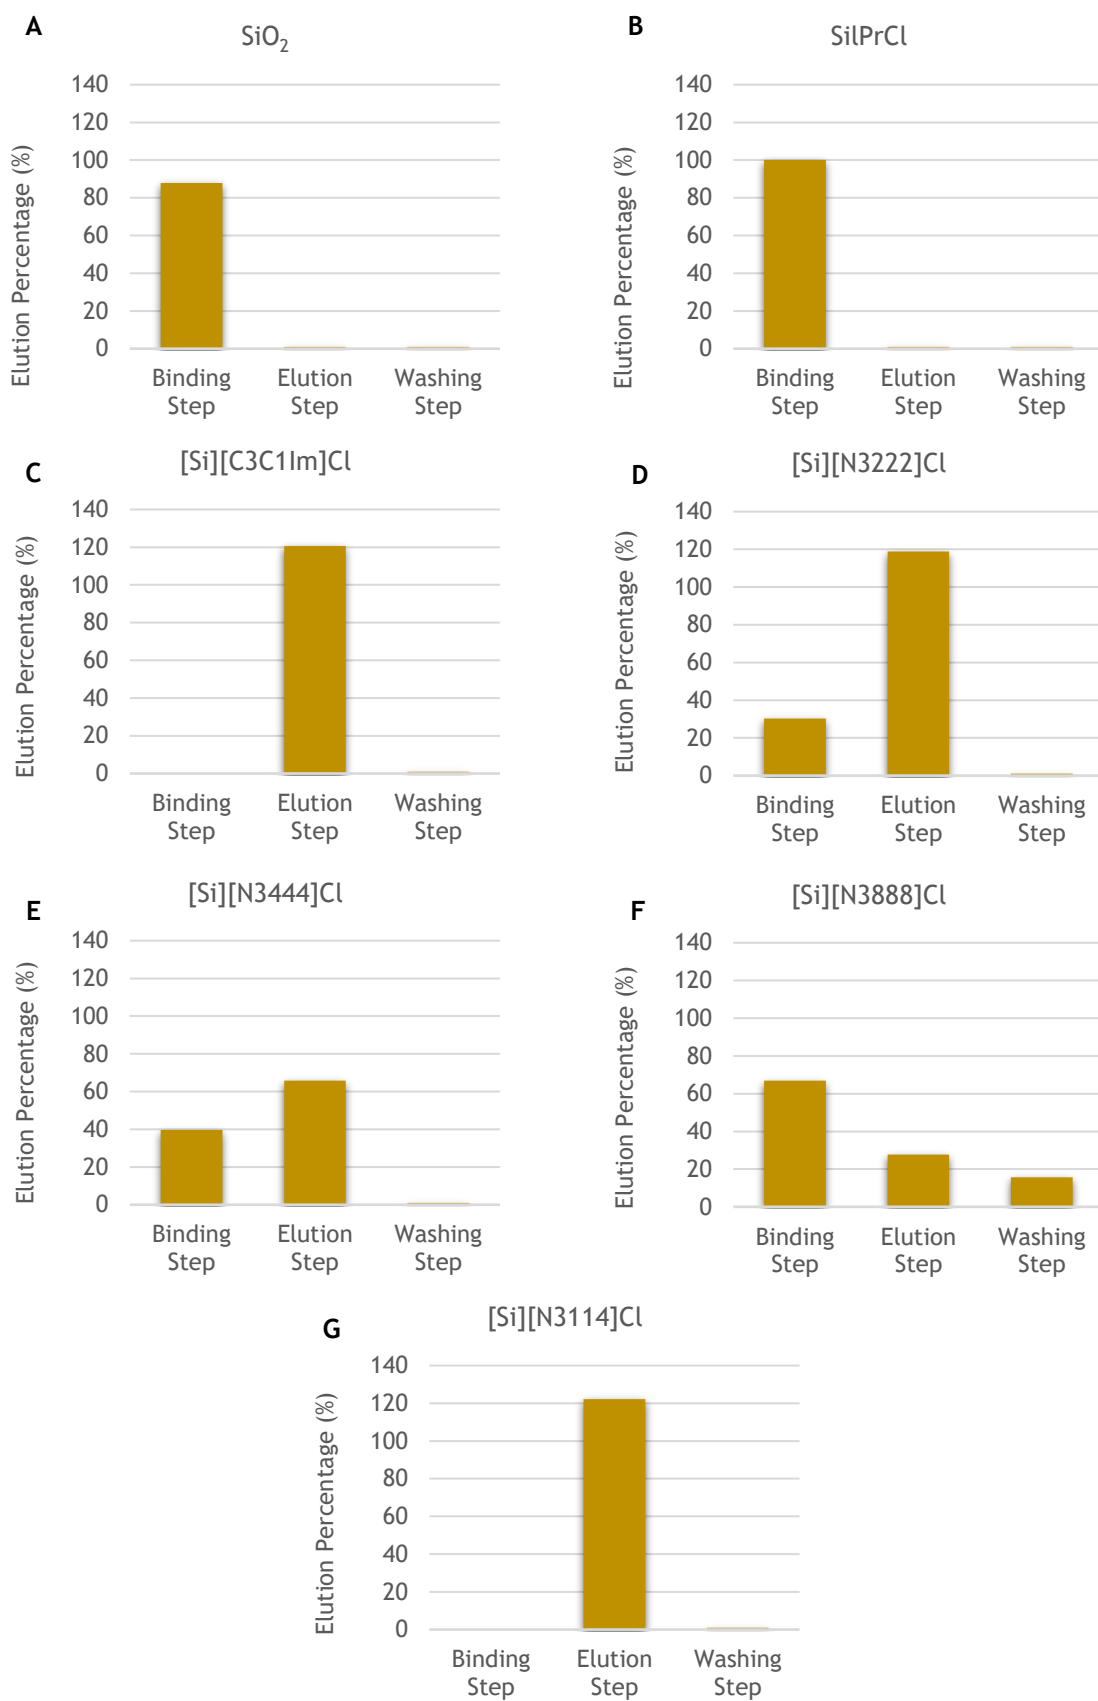 A
SiO₂
Elution Percentage (%)
140
120
100
80
60
40
20
0
Binding Step
Elution Step
Washing Step
B
SilPrCl
Elution Percentage (%)
140
120
100
80
60
40
20
0
Binding Step
Elution Step
Washing Step
C
[Si][C3C1Im]Cl
Elution Percentage (%)
140
120
100
80
60
40
20
0
Binding Step
Elution Step
Washing Step
D
[Si][N3222]Cl
Elution Percentage (%)
140
120
100
80
60
40
20
0
Binding Step
Elution Step
Washing Step
E
[Si][N3444]Cl
Elution Percentage (%)
140
120
100
80
60
40
20
0
Binding Step
Elution Step
Washing Step
F
[Si][N3888]Cl
Elution Percentage (%)
140
120
100
80
60
40
20
0
Binding Step
Elution Step
Washing Step
G
[Si][N3114]Cl
Elution Percentage (%)
140
120
100
80
60
40
20
0
Binding Step
Elution Step
Washing Step